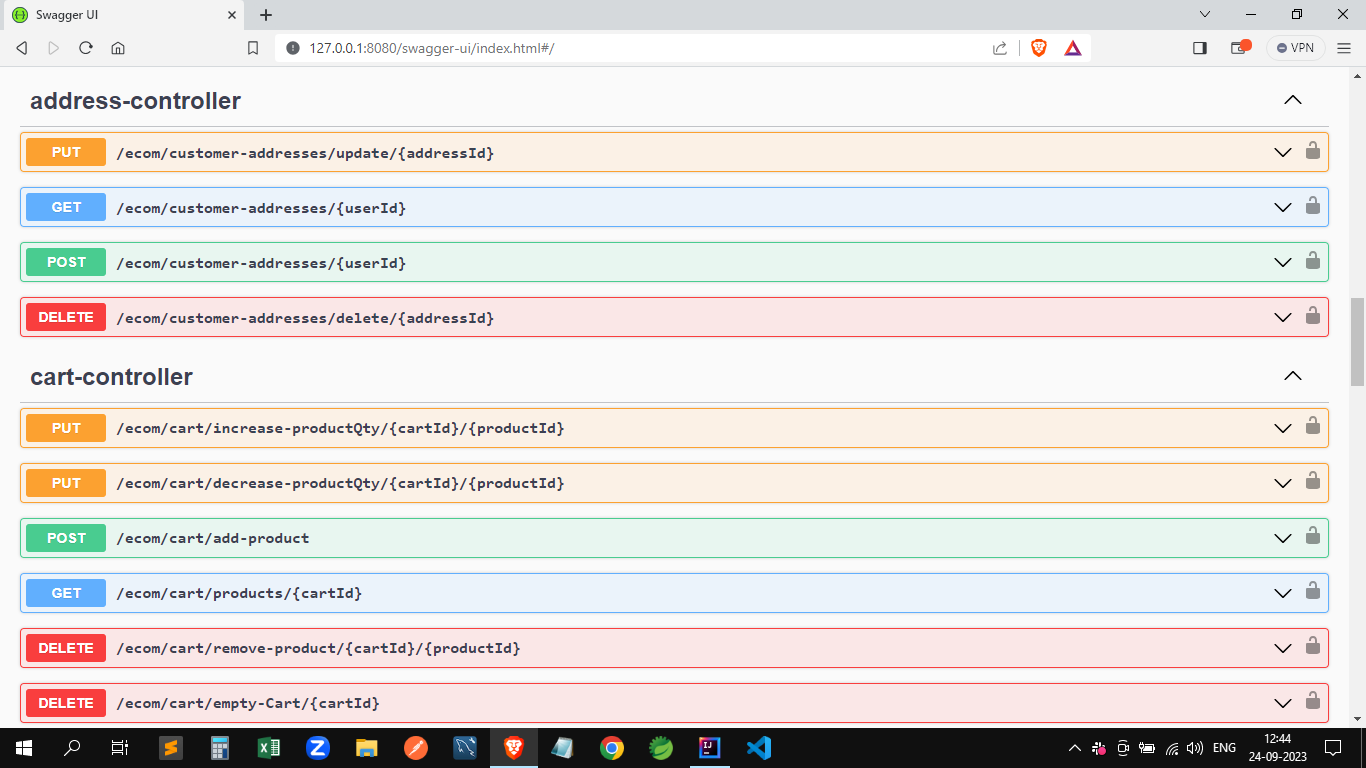 Swagger UI
127.0.0.1:8080/swagger-ui/index.html#/
VPN
address-controller
PUT /ecom/customer-addresses/update/{addressId}
GET /ecom/customer-addresses/{userId}
POST /ecom/customer-addresses/{userId}
DELETE /ecom/customer-addresses/delete/{addressId}
cart-controller
PUT /ecom/cart/increase-productQty/{cartId}/{productId}
PUT /ecom/cart/decrease-productQty/{cartId}/{productId}
POST /ecom/cart/add-product
GET /ecom/cart/products/{cartId}
DELETE /ecom/cart/remove-product/{cartId}/{productId}
DELETE /ecom/cart/empty-Cart/{cartId}
ENG
12:44
24-09-2023